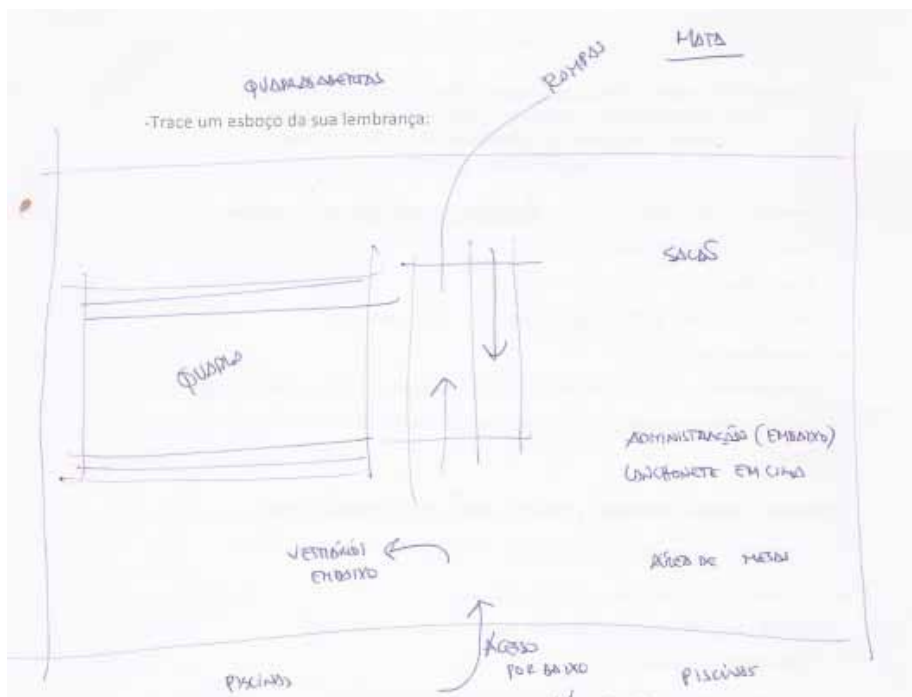 MATA
RAMPAS
QUADRAS ABERTAS
-Trace um esboço da sua lembrança:
SALAS
QUADRA
ADMINISTRAÇÃO (EMBAIXO)
LANCHONETE EM CIMA
VESTIÁRIOS
EMBAIXO
ÁREA DE MESAS
ACESSO
POR BAIXO
PISCINAS
PISCINAS